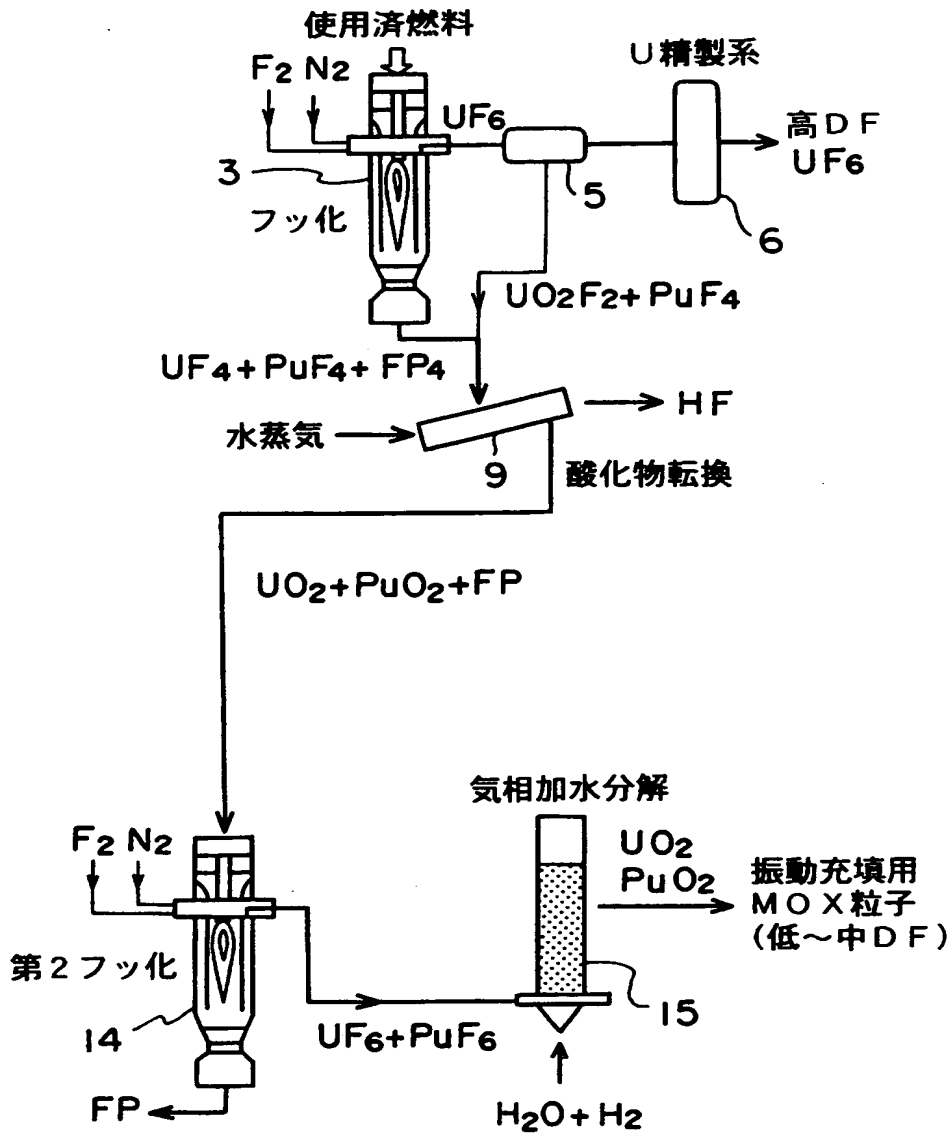 使用済燃料
F2 N2
U精製系
UF6
高DF
UF6
3
5
6
フッ化
UO2F2+PuF4
UF4+PuF4+FP4
HF
水蒸気
9
酸化物転換
UO2+PuO2+FP
気相加水分解
F2 N2
UO2
PuO2
振動充填用
MOX粒子
(低～中DF)
第2フッ化
14
15
UF6+PuF6
FP
H2O+H2